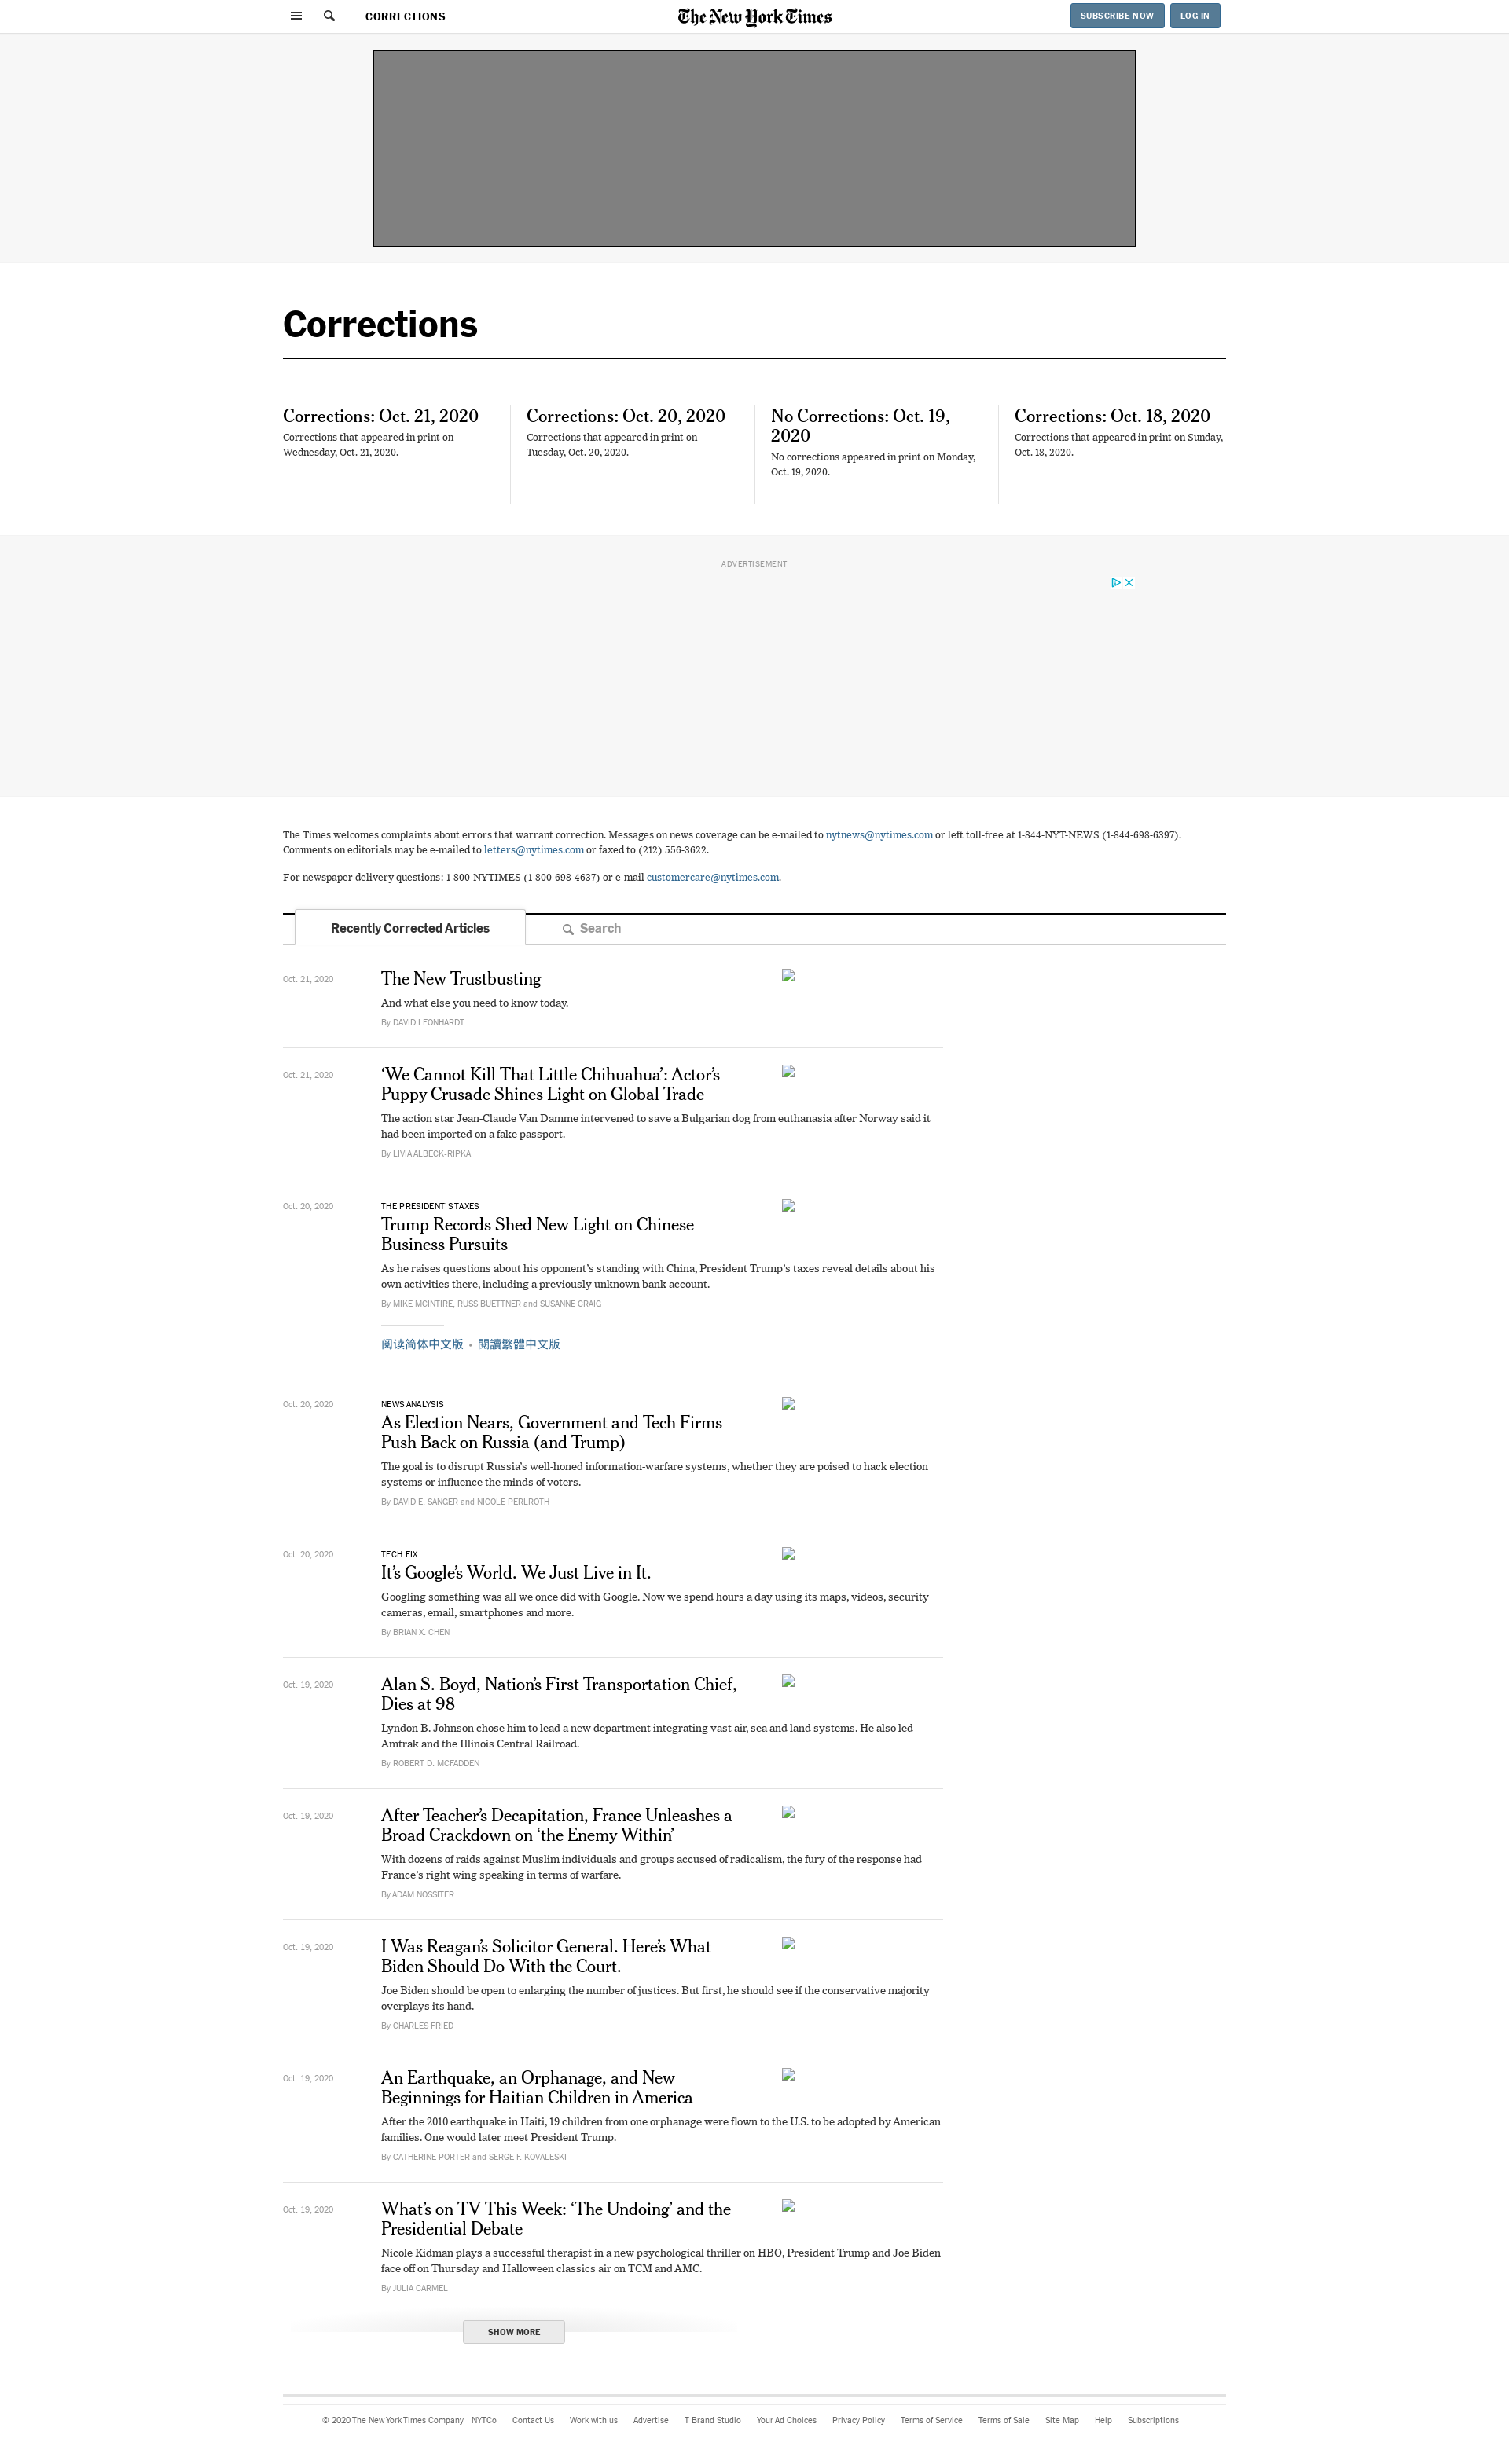 CORRECTIONS
The New York Times
SUBSCRIBE NOW
LOG IN
Corrections
Corrections: Oct. 21, 2020
Corrections that appeared in print on
Wednesday, Oct. 21, 2020.
Corrections: Oct. 20, 2020
Corrections that appeared in print on
Tuesday, Oct. 20, 2020.
No Corrections: Oct. 19,
2020
No corrections appeared in print on Monday,
Oct. 19, 2020.
Corrections: Oct. 18, 2020
Corrections that appeared in print on Sunday,
Oct. 18, 2020.
ADVERTISEMENT
The Times welcomes complaints about errors that warrant correction. Messages on news coverage can be e-mailed to nytnews@nytimes.com or left toll-free at 1-844-NYT-NEWS (1-844-698-6397).
Comments on editorials may be e-mailed to letters@nytimes.com or faxed to (212) 556-3622.
For newspaper delivery questions: 1-800-NYTIMES (1-800-698-4637) or e-mail customercare@nytimes.com.
Recently Corrected Articles
Search
Oct. 21, 2020
The New Trustbusting
And what else you need to know today.
By DAVID LEONHARDT
Oct. 21, 2020
‘We Cannot Kill That Little Chihuahua’: Actor’s
Puppy Crusade Shines Light on Global Trade
The action star Jean-Claude Van Damme intervened to save a Bulgarian dog from euthanasia after Norway said it
had been imported on a fake passport.
By LIVIA ALBECK-RIPKA
Oct. 20, 2020
THE PRESIDENT’S TAXES
Trump Records Shed New Light on Chinese
Business Pursuits
As he raises questions about his opponent’s standing with China, President Trump’s taxes reveal details about his
own activities there, including a previously unknown bank account.
By MIKE MCINTIRE, RUSS BUETTNER and SUSANNE CRAIG
阅读简体中文版 • 閱讀繁體中文版
Oct. 20, 2020
NEWS ANALYSIS
As Election Nears, Government and Tech Firms
Push Back on Russia (and Trump)
The goal is to disrupt Russia’s well-honed information-warfare systems, whether they are poised to hack election
systems or influence the minds of voters.
By DAVID E. SANGER and NICOLE PERLROTH
Oct. 20, 2020
TECH FIX
It’s Google’s World. We Just Live in It.
Googling something was all we once did with Google. Now we spend hours a day using its maps, videos, security
cameras, email, smartphones and more.
By BRIAN X. CHEN
Oct. 19, 2020
Alan S. Boyd, Nation’s First Transportation Chief,
Dies at 98
Lyndon B. Johnson chose him to lead a new department integrating vast air, sea and land systems. He also led
Amtrak and the Illinois Central Railroad.
By ROBERT D. MCFADDEN
Oct. 19, 2020
After Teacher’s Decapitation, France Unleashes a
Broad Crackdown on ‘the Enemy Within’
With dozens of raids against Muslim individuals and groups accused of radicalism, the fury of the response had
France’s right wing speaking in terms of warfare.
By ADAM NOSSITER
Oct. 19, 2020
I Was Reagan’s Solicitor General. Here’s What
Biden Should Do With the Court.
Joe Biden should be open to enlarging the number of justices. But first, he should see if the conservative majority
overplays its hand.
By CHARLES FRIED
Oct. 19, 2020
An Earthquake, an Orphanage, and New
Beginnings for Haitian Children in America
After the 2010 earthquake in Haiti, 19 children from one orphanage were flown to the U.S. to be adopted by American
families. One would later meet President Trump.
By CATHERINE PORTER and SERGE F. KOVALESKI
Oct. 19, 2020
What’s on TV This Week: ‘The Undoing’ and the
Presidential Debate
Nicole Kidman plays a successful therapist in a new psychological thriller on HBO, President Trump and Joe Biden
face off on Thursday and Halloween classics air on TCM and AMC.
By JULIA CARMEL
SHOW MORE
© 2020 The New York Times Company NYTCo Contact Us Work with us Advertise T Brand Studio Your Ad Choices Privacy Policy Terms of Service Terms of Sale Site Map Help Subscriptions